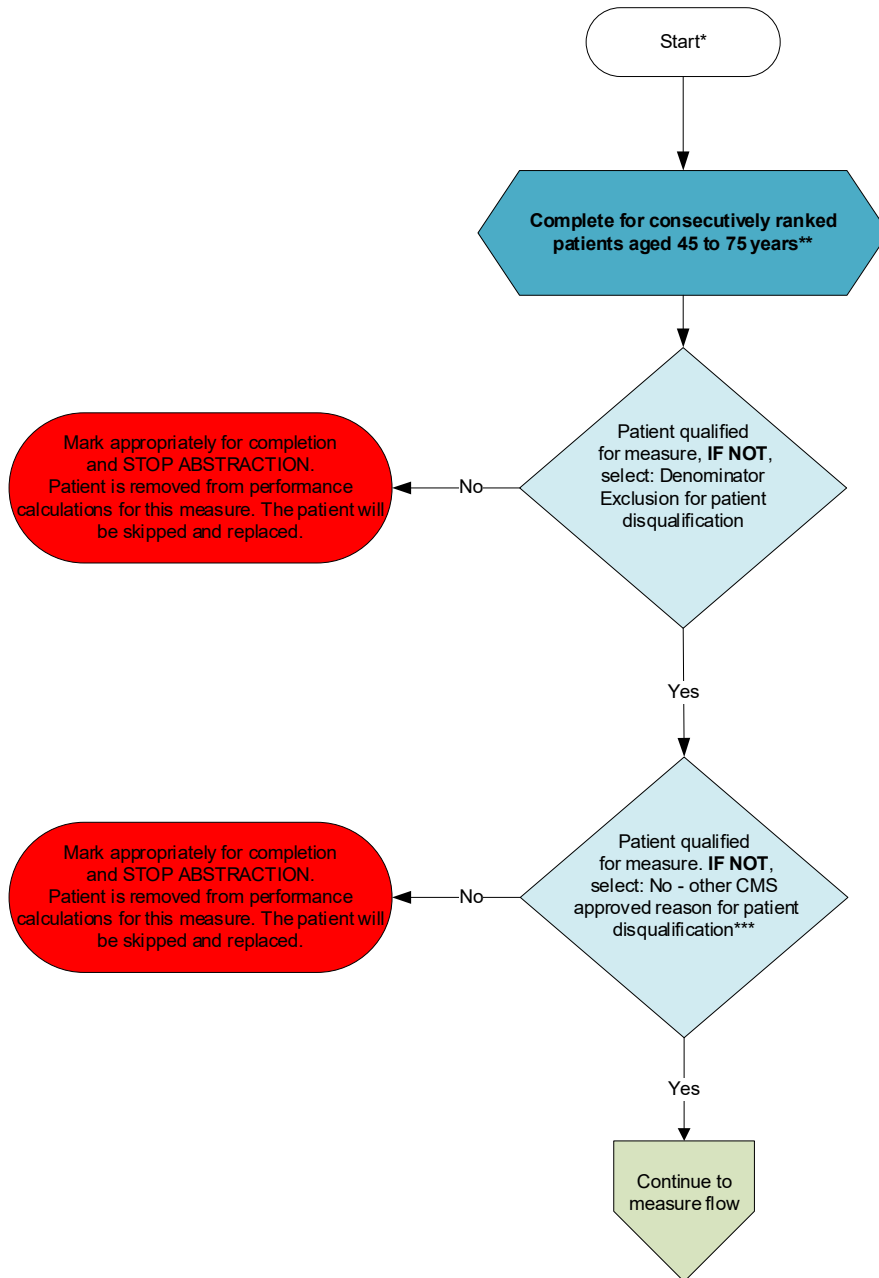 Start*
Complete for consecutively ranked
patients aged 45 to 75 years**
Patient qualified
for measure, IF NOT,
select: Denominator
Exclusion for patient
disqualification
No
Mark appropriately for completion
and STOP ABSTRACTION.
Patient is removed from performance
calculations for this measure. The patient will
be skipped and replaced.
Yes
Patient qualified
for measure. IF NOT,
select: No - other CMS
approved reason for patient
disqualification***
No
Mark appropriately for completion
and STOP ABSTRACTION.
Patient is removed from performance
calculations for this measure. The patient will
be skipped and replaced.
Yes
Continue to
measure flow